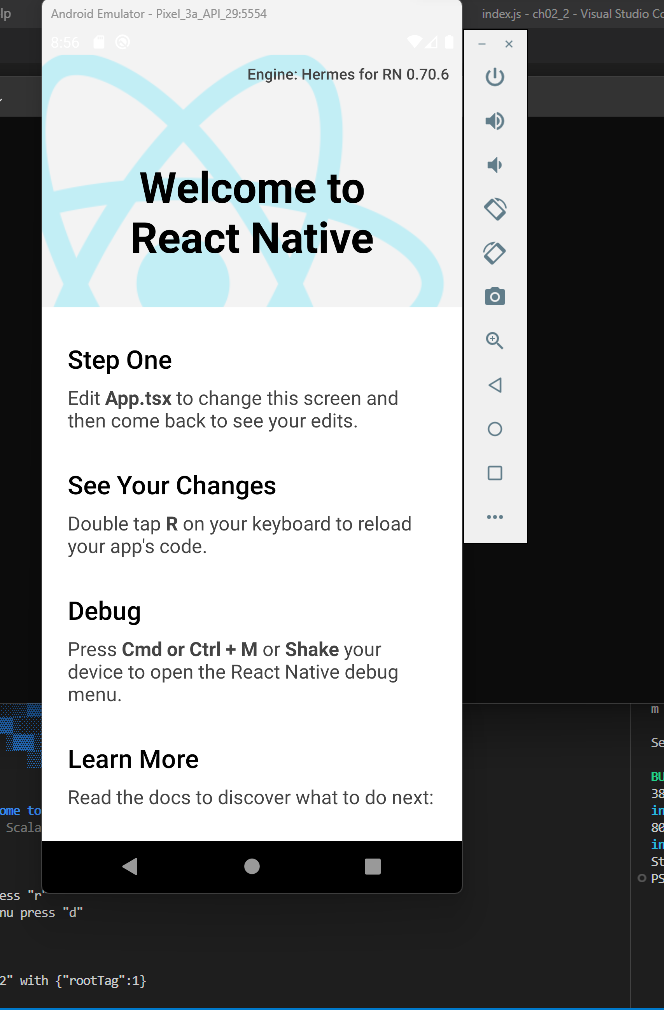 lp
Android Emulator - Pixel_3a_API_29:5554
index.js - ch02_2 - Visual Studio Co
8:56
Engine: Hermes for RN 0.70.6
Welcome to
React Native
Step One
Edit App.tsx to change this screen and
then come back to see your edits.
See Your Changes
Double tap R on your keyboard to reload
your app's code.
Debug
Press Cmd or Ctrl + M or Shake your
device to open the React Native debug
menu.
Learn More
Read the docs to discover what to do next:
ome to
Scala
ess "r"
nu press "d"
2" with {"rootTag":1}
m
Se
BU
38
in
80
in
St
PS